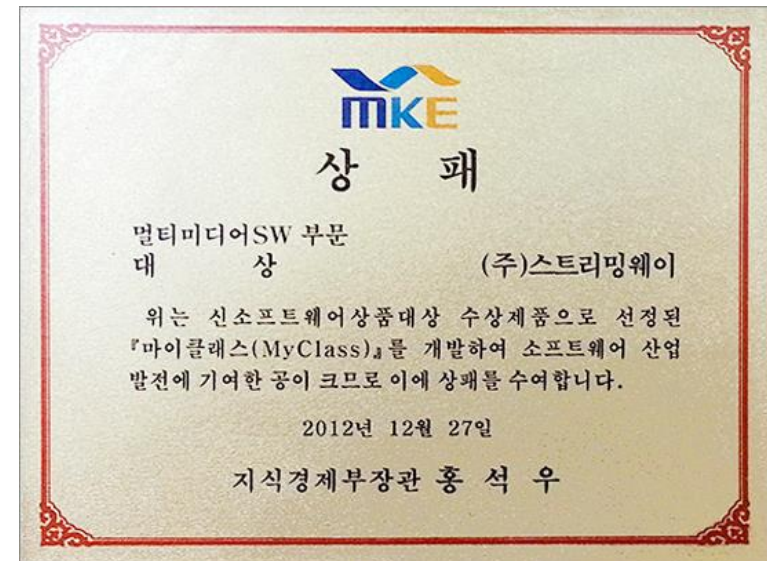 mKE
상 패
멀티미디어SW 부문
대 상 (주)스트리밍웨이
위는 신소프트웨어상품대상 수상제품으로 선정된
『마이클래스(MyClass)』를 개발하여 소프트웨어 산업
발전에 기여한 공이 크므로 이에 상패를 수여합니다.
2012년 12월 27일
지식경제부장관 홍 석 우